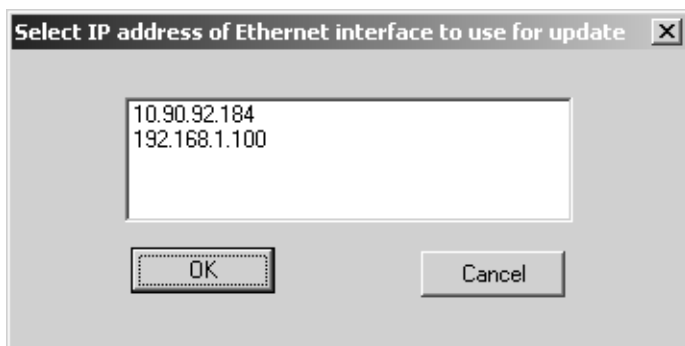 Select IP address of Ethernet interface to use for update
10.90.92.184
192.168.1.100
OK
Cancel